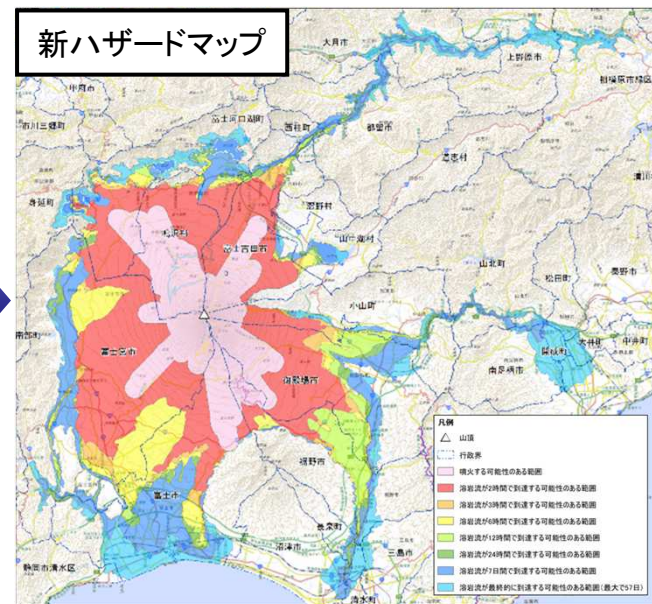 新ハザードマップ
大月市
上野原市
相模原市緑区
甲府市
富士河口湖町
市川三郷町
西桂町
都留市
道志村
清川
身延町
忍野村
鳴沢村
富士吉田市
山中湖村
山北町
松田町
秦野市
小山町
南部町
大井町
中井町
開成町
南足柄市
富士宮市
御殿場市
裾野市
富士市
長泉町
沼津市
三島市
静岡市清水区
清水町
凡例
山頂
行政界
噴火する可能性のある範囲
溶岩流が2時間で到達する可能性のある範囲
溶岩流が3時間で到達する可能性のある範囲
溶岩流が6時間で到達する可能性のある範囲
溶岩流が12時間で到達する可能性のある範囲
溶岩流が24時間で到達する可能性のある範囲
溶岩流が7日間で到達する可能性のある範囲
溶岩流が最終的に到達する可能性のある範囲(最大で57日)